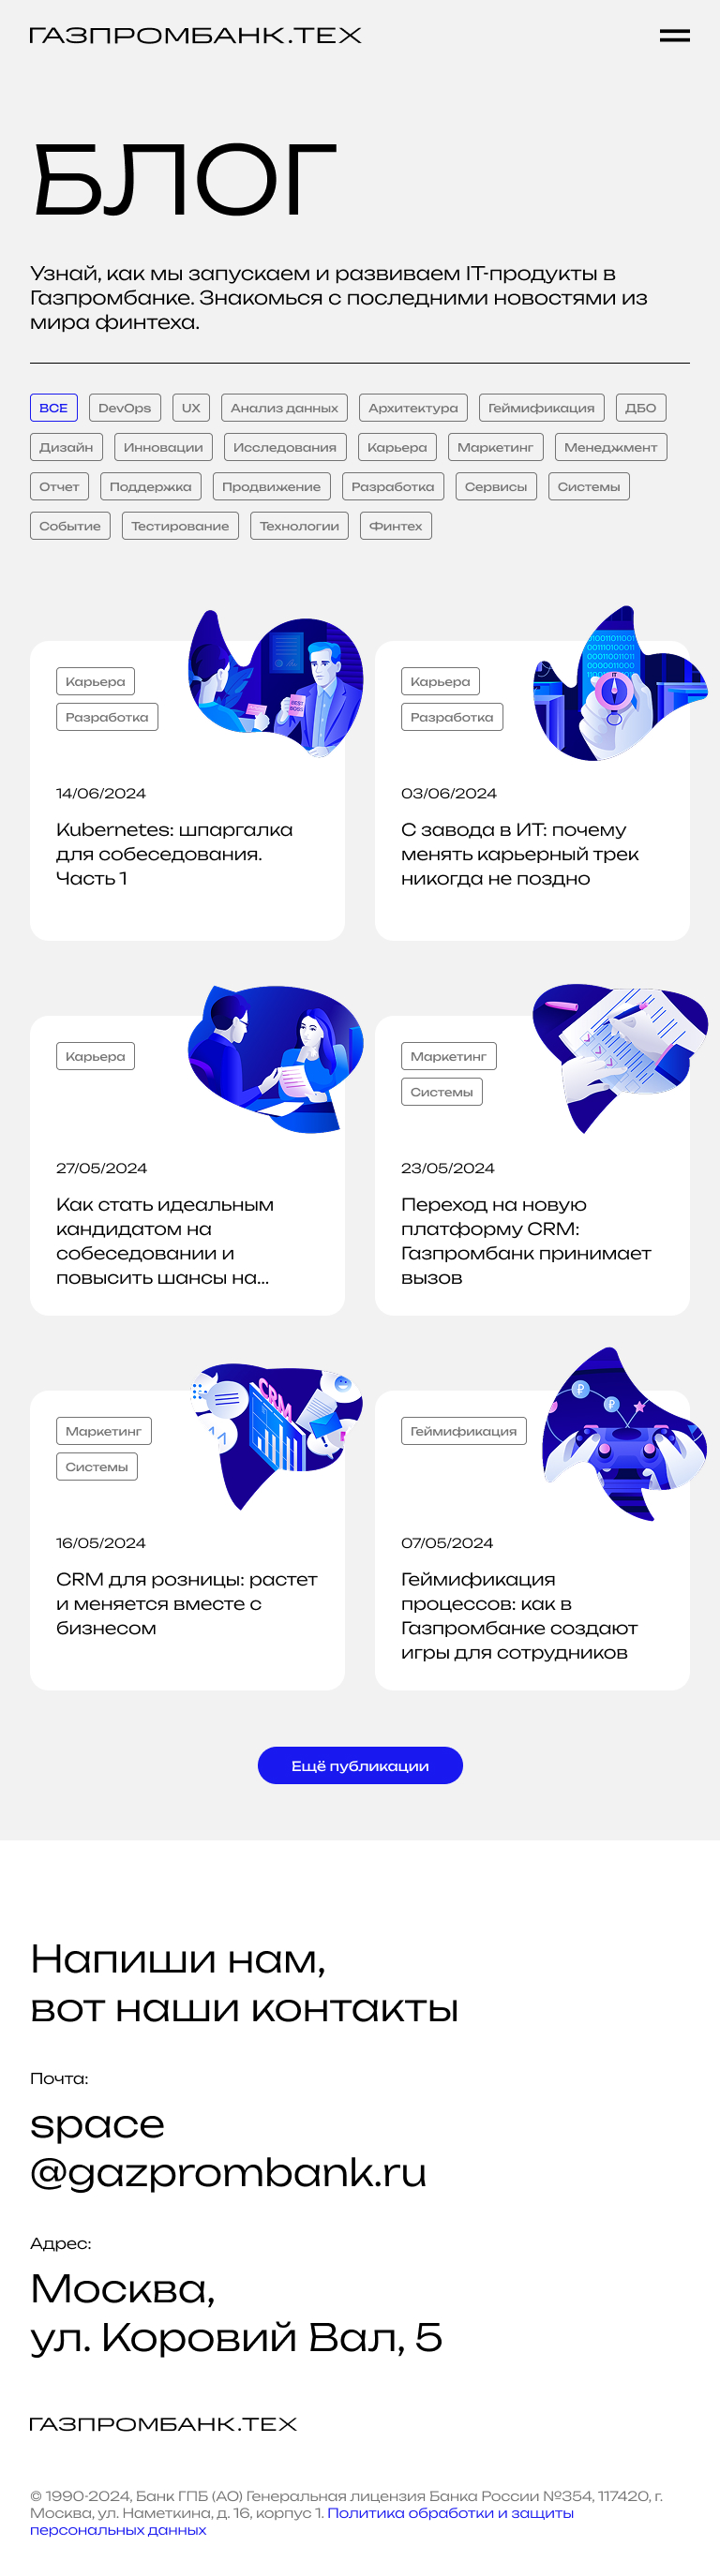 ГАЗПРОМБАНК.ТЕХ
БЛОГ
Узнай, как мы запускаем и развиваем IT-продукты в
Газпромбанке. Знакомься с последними новостями из
мира финтеха.
ВСЕ DevOps UX Анализ данных Архитектура Геймификация ДБО
Дизайн Инновации Исследования Карьера Маркетинг Менеджмент
Отчет Поддержка Продвижение Разработка Сервисы Системы
Событие Тестирование Технологии Финтех
Карьера
Разработка
BEST
BOSS
14/06/2024
Kubernetes: шпаргалка
для собеседования.
Часть 1
Карьера
Разработка
IT
03/06/2024
С завода в ИТ: почему
менять карьерный трек
никогда не поздно
Карьера
27/05/2024
Как стать идеальным
кандидатом на
собеседовании и
повысить шансы на...
Маркетинг
Системы
23/05/2024
Переход на новую
платформу CRM:
Газпромбанк принимает
вызов
Маркетинг
Системы
CRM
16/05/2024
CRM для розницы: растет
и меняется вместе с
бизнесом
Геймификация
₽
₽
07/05/2024
Геймификация
процессов: как в
Газпромбанке создают
игры для сотрудников
Ещё публикации
Напиши нам,
вот наши контакты
Почта:
space
@gazprombank.ru
Адрес:
Москва,
ул. Коровий Вал, 5
ГАЗПРОМБАНК.ТЕХ
© 1990-2024, Банк ГПБ (АО) Генеральная лицензия Банка России №354, 117420, г.
Москва, ул. Наметкина, д. 16, корпус 1. Политика обработки и защиты
персональных данных